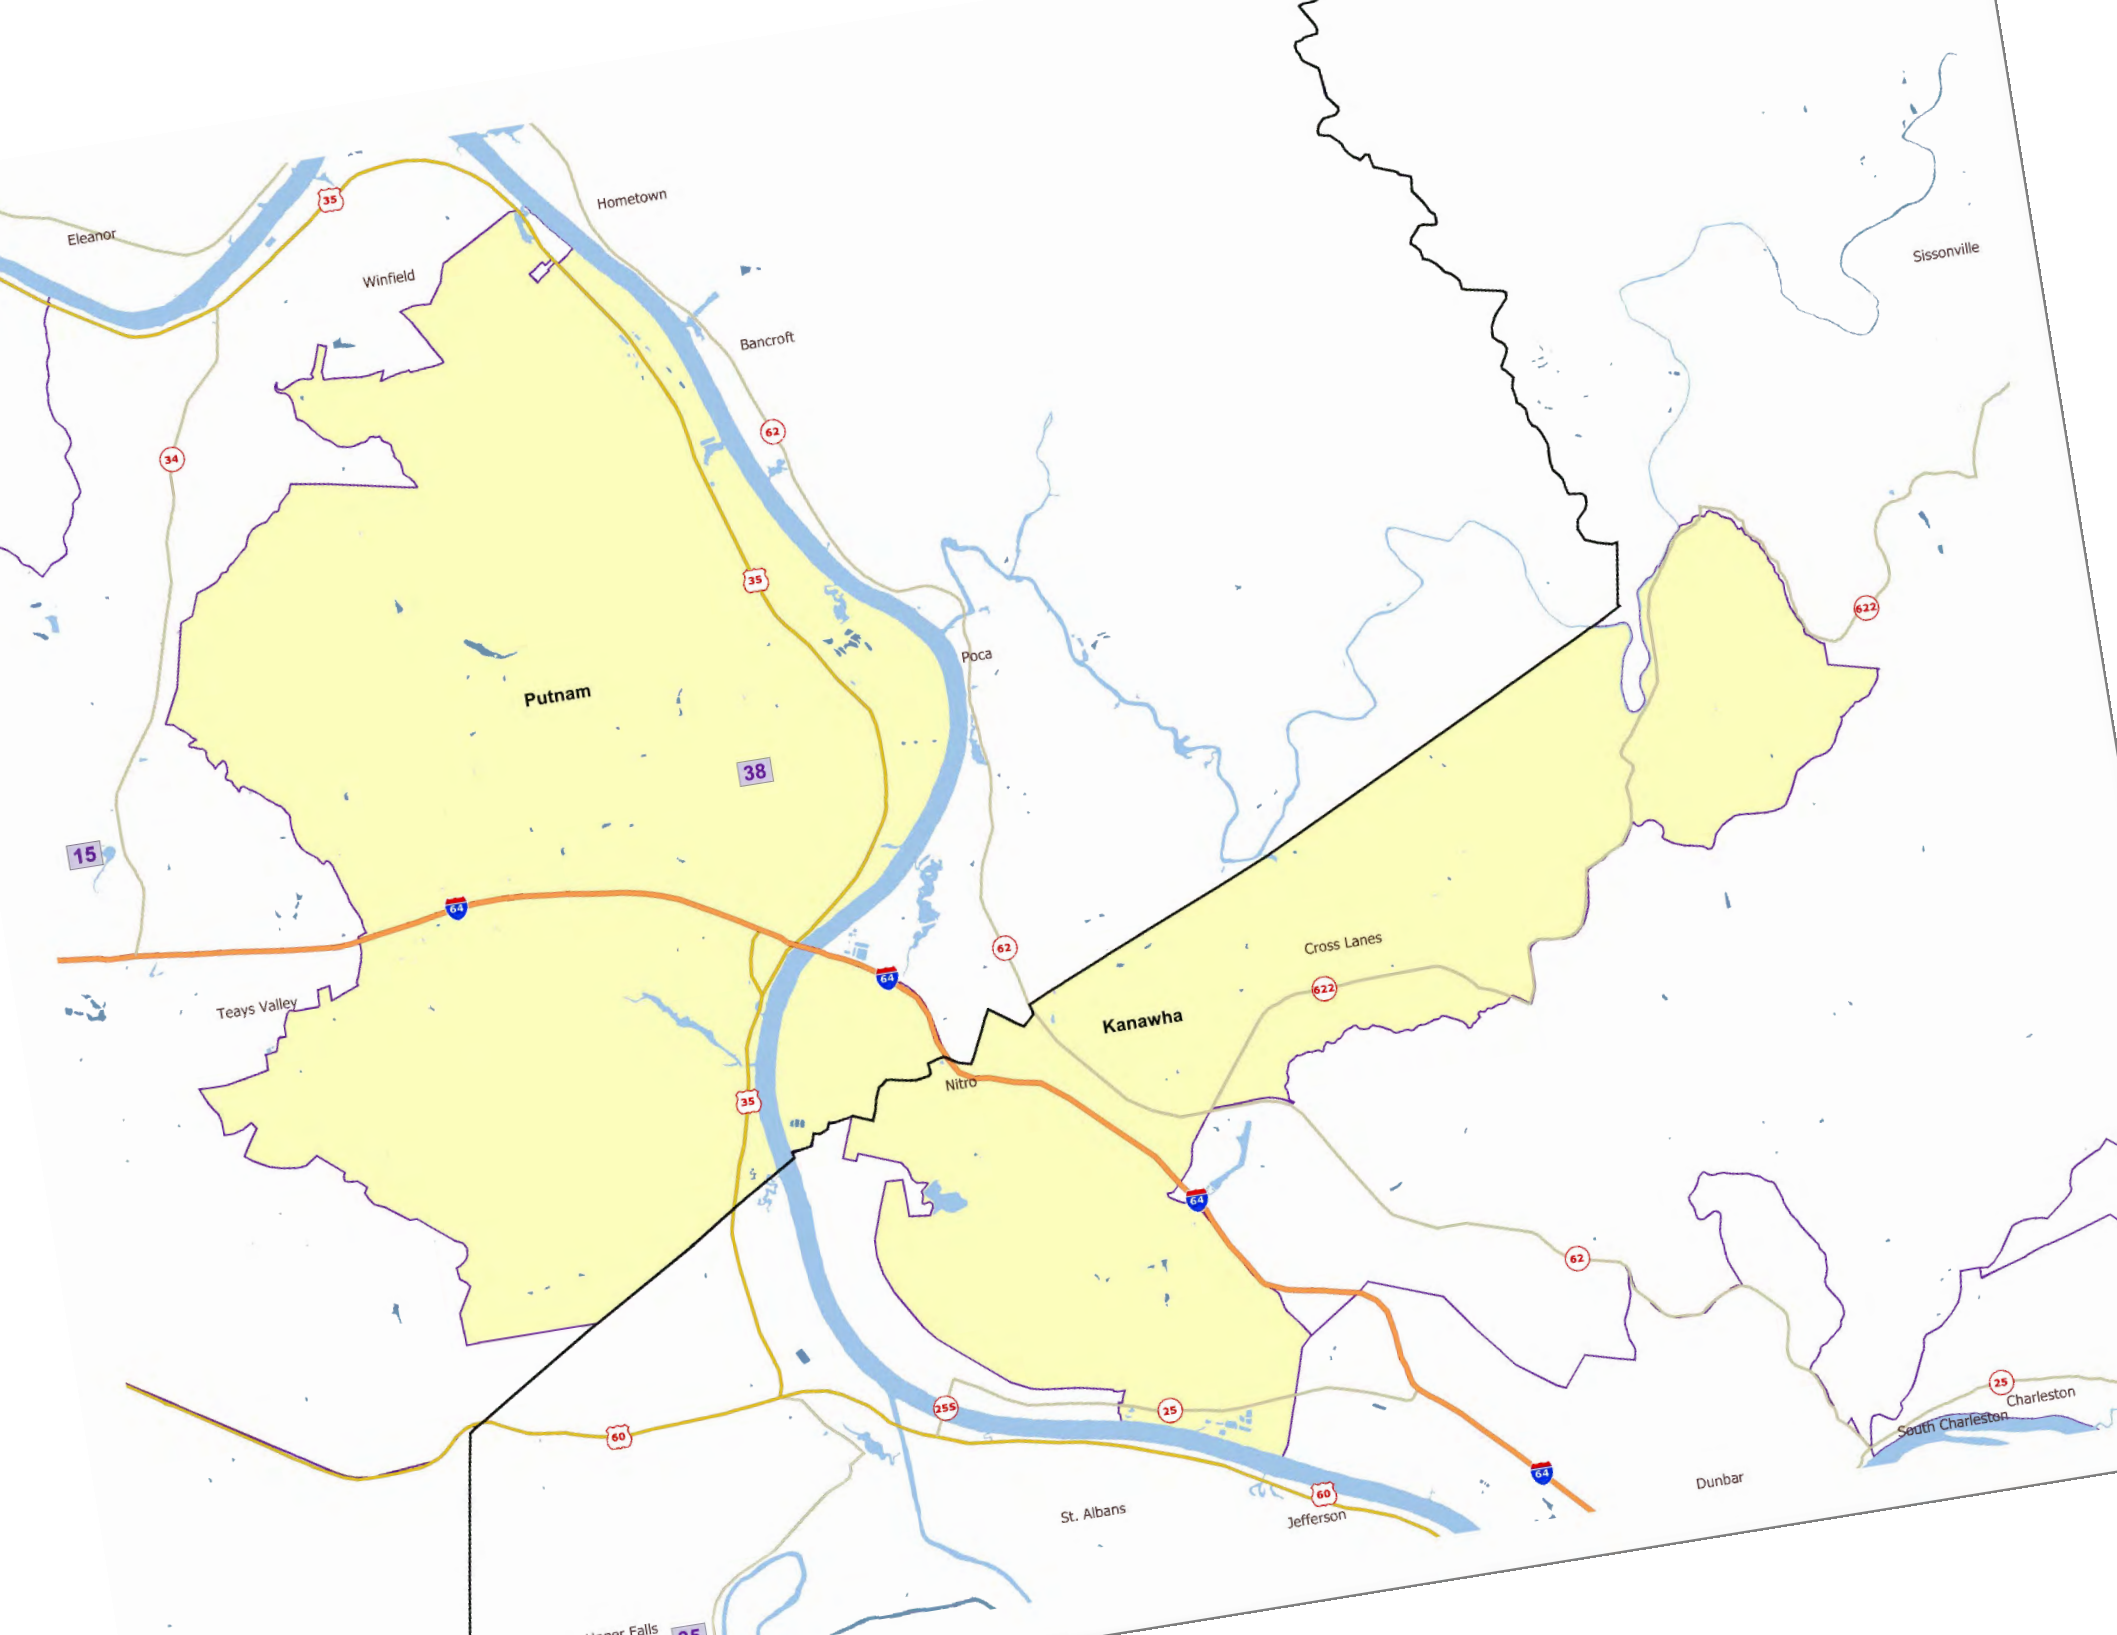 Hometown
35
Eleanor
Sissonville
Winfield
Bancroft
62
34
35
622
Poca
Putnam
38
15
64
Cross Lanes
62
64
622
Teays Valley
Kanawha
Nitro
35
64
62
25
Charleston
25S
25
South Charleston
60
64
Dunbar
60
St. Albans
Jefferson
Falls